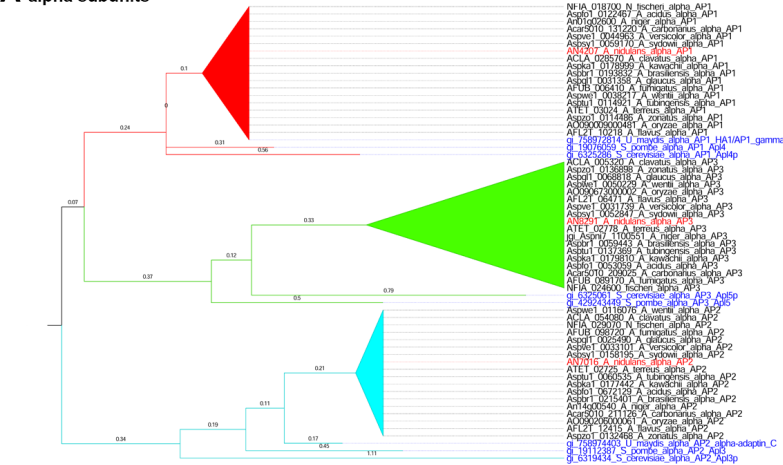 alpha subunits
NFIA_018700_N_fischeri_alpha_AP1
Aspfo1_0122467_A_acidus_alpha_AP1
An01g02600_A_niger_alpha_AP1
Acar5010_131220_A_carbonarius_alpha_AP1
Aspve1_0044963_A_versicolor_alpha_AP1
Aspsy1_0059170_A_sydowii_alpha_AP1
AN4207_A_nidulans_alpha_AP1
ACLA_028570_A_clavatus_alpha_AP1
Aspka1_0178999_A_kawachii_alpha_AP1
Aspbr1_0193832_A_brasiliensis_alpha_AP1
Aspgl1_0031358_A_glaucus_alpha_AP1
AFUB_006410_A_fumigatus_alpha_AP1
Aspwe1_0038217_A_wentii_alpha_AP1
Asptu1_0114921_A_tubingensis_alpha_AP1
ATET_03024_A_terreus_alpha_AP1
Aspzo1_0114486_A_zonatus_alpha_AP1
AO090009000481_A_oryzae_alpha_AP1
AFL2T_10218_A_flavus_alpha_AP1
gi_758972814_U_maydis_alpha_AP1_HA1/AP1_gamma
gi_19076059_S_pombe_alpha_AP1_Apl4
gi_6325286_S_cerevisiae_alpha_AP1_Apl4p
ACLA_005320_A_clavatus_alpha_AP3
Aspzo1_0136898_A_zonatus_alpha_AP3
Aspgl1_0068818_A_glaucus_alpha_AP3
Aspwe1_0050229_A_wentii_alpha_AP3
AO090673000002_A_oryzae_alpha_AP3
AFL2T_06471_A_flavus_alpha_AP3
Aspve1_0031739_A_versicolor_alpha_AP3
Aspsy1_0052847_A_sydowii_alpha_AP3
AN8291_A_nidulans_alpha_AP3
ATET_02778_A_terreus_alpha_AP3
jgi_Aspni7_1100551_A_niger_alpha_AP3
Aspbr1_0059443_A_brasiliensis_alpha_AP3
Asptu1_0137369_A_tubingensis_alpha_AP3
Aspka1_0179810_A_kawachii_alpha_AP3
Aspfo1_0053059_A_acidus_alpha_AP3
Acar5010_209025_A_carbonarius_alpha_AP3
AFUB_089170_A_fumigatus_alpha_AP3
NFIA_024600_fischeri_alpha_AP3
gi_6325061_S_cerevisiae_alpha_AP3_Apl5p
gi_429243449_S_pombe_alpha_AP3_Apl5
Aspwe1_0116076_A_wentii_alpha_AP2
ACLA_054080_A_clavatus_alpha_AP2
NFIA_029070_N_fischeri_alpha_AP2
AFUB_098720_A_fumigatus_alpha_AP2
Aspgl1_0025490_A_glaucus_alpha_AP2
Aspve1_0033101_A_versicolor_alpha_AP2
Aspsy1_0158195_A_sydowii_alpha_AP2
AN7016_A_nidulans_alpha_AP2
ATET_02725_A_terreus_alpha_AP2
Asptu1_0060535_A_tubingensis_alpha_AP2
Aspka1_0177442_A_kawachii_alpha_AP2
Aspfo1_0672129_A_acidus_alpha_AP2
Aspbr1_0215401_A_brasiliensis_alpha_AP2
An14g00540_A_niger_alpha_AP2
Acar5010_211126_A_carbonarius_alpha_AP2
AO090206000061_A_oryzae_alpha_AP2
AFL2T_12415_A_flavus_alpha_AP2
Aspzo1_0132468_A_zonatus_alpha_AP2
gi_758974403_U_maydis_alpha_AP2_alpha-adaptin_C
gi_19112387_S_pombe_alpha_AP2_Apl3
gi_6319434_S_cerevisiae_alpha_AP2_Apl3p
0.1
0
0.24
0.31
0.56
0.07
0.33
0.12
0.37
0.79
0.5
0.21
0.11
0.19
0.17
0.34
0.45
1.11